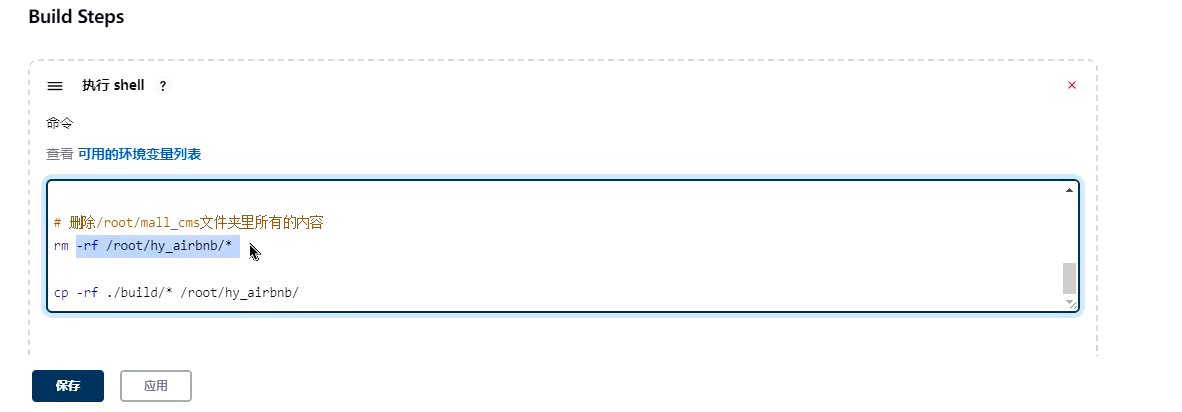 Build Steps
执行 shell ?
命令
查看 可用的环境变量列表
# 删除/root/mall_cms文件夹里所有的内容
rm -rf /root/hy_airbnb/*
cp -rf ./build/* /root/hy_airbnb/
保存
应用